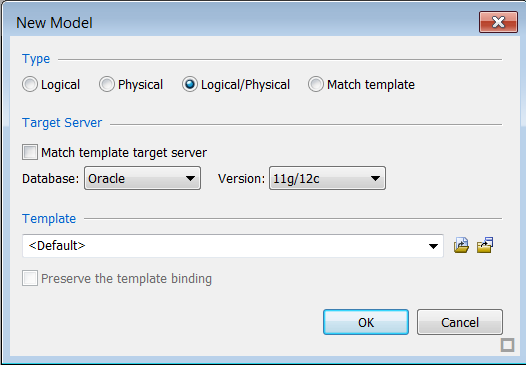 New Model
Type
Logical Physical Logical/Physical Match template
Target Server
Match template target server
Database: Oracle Version: 11g/12c
Template
<Default>
Preserve the template binding
OK Cancel